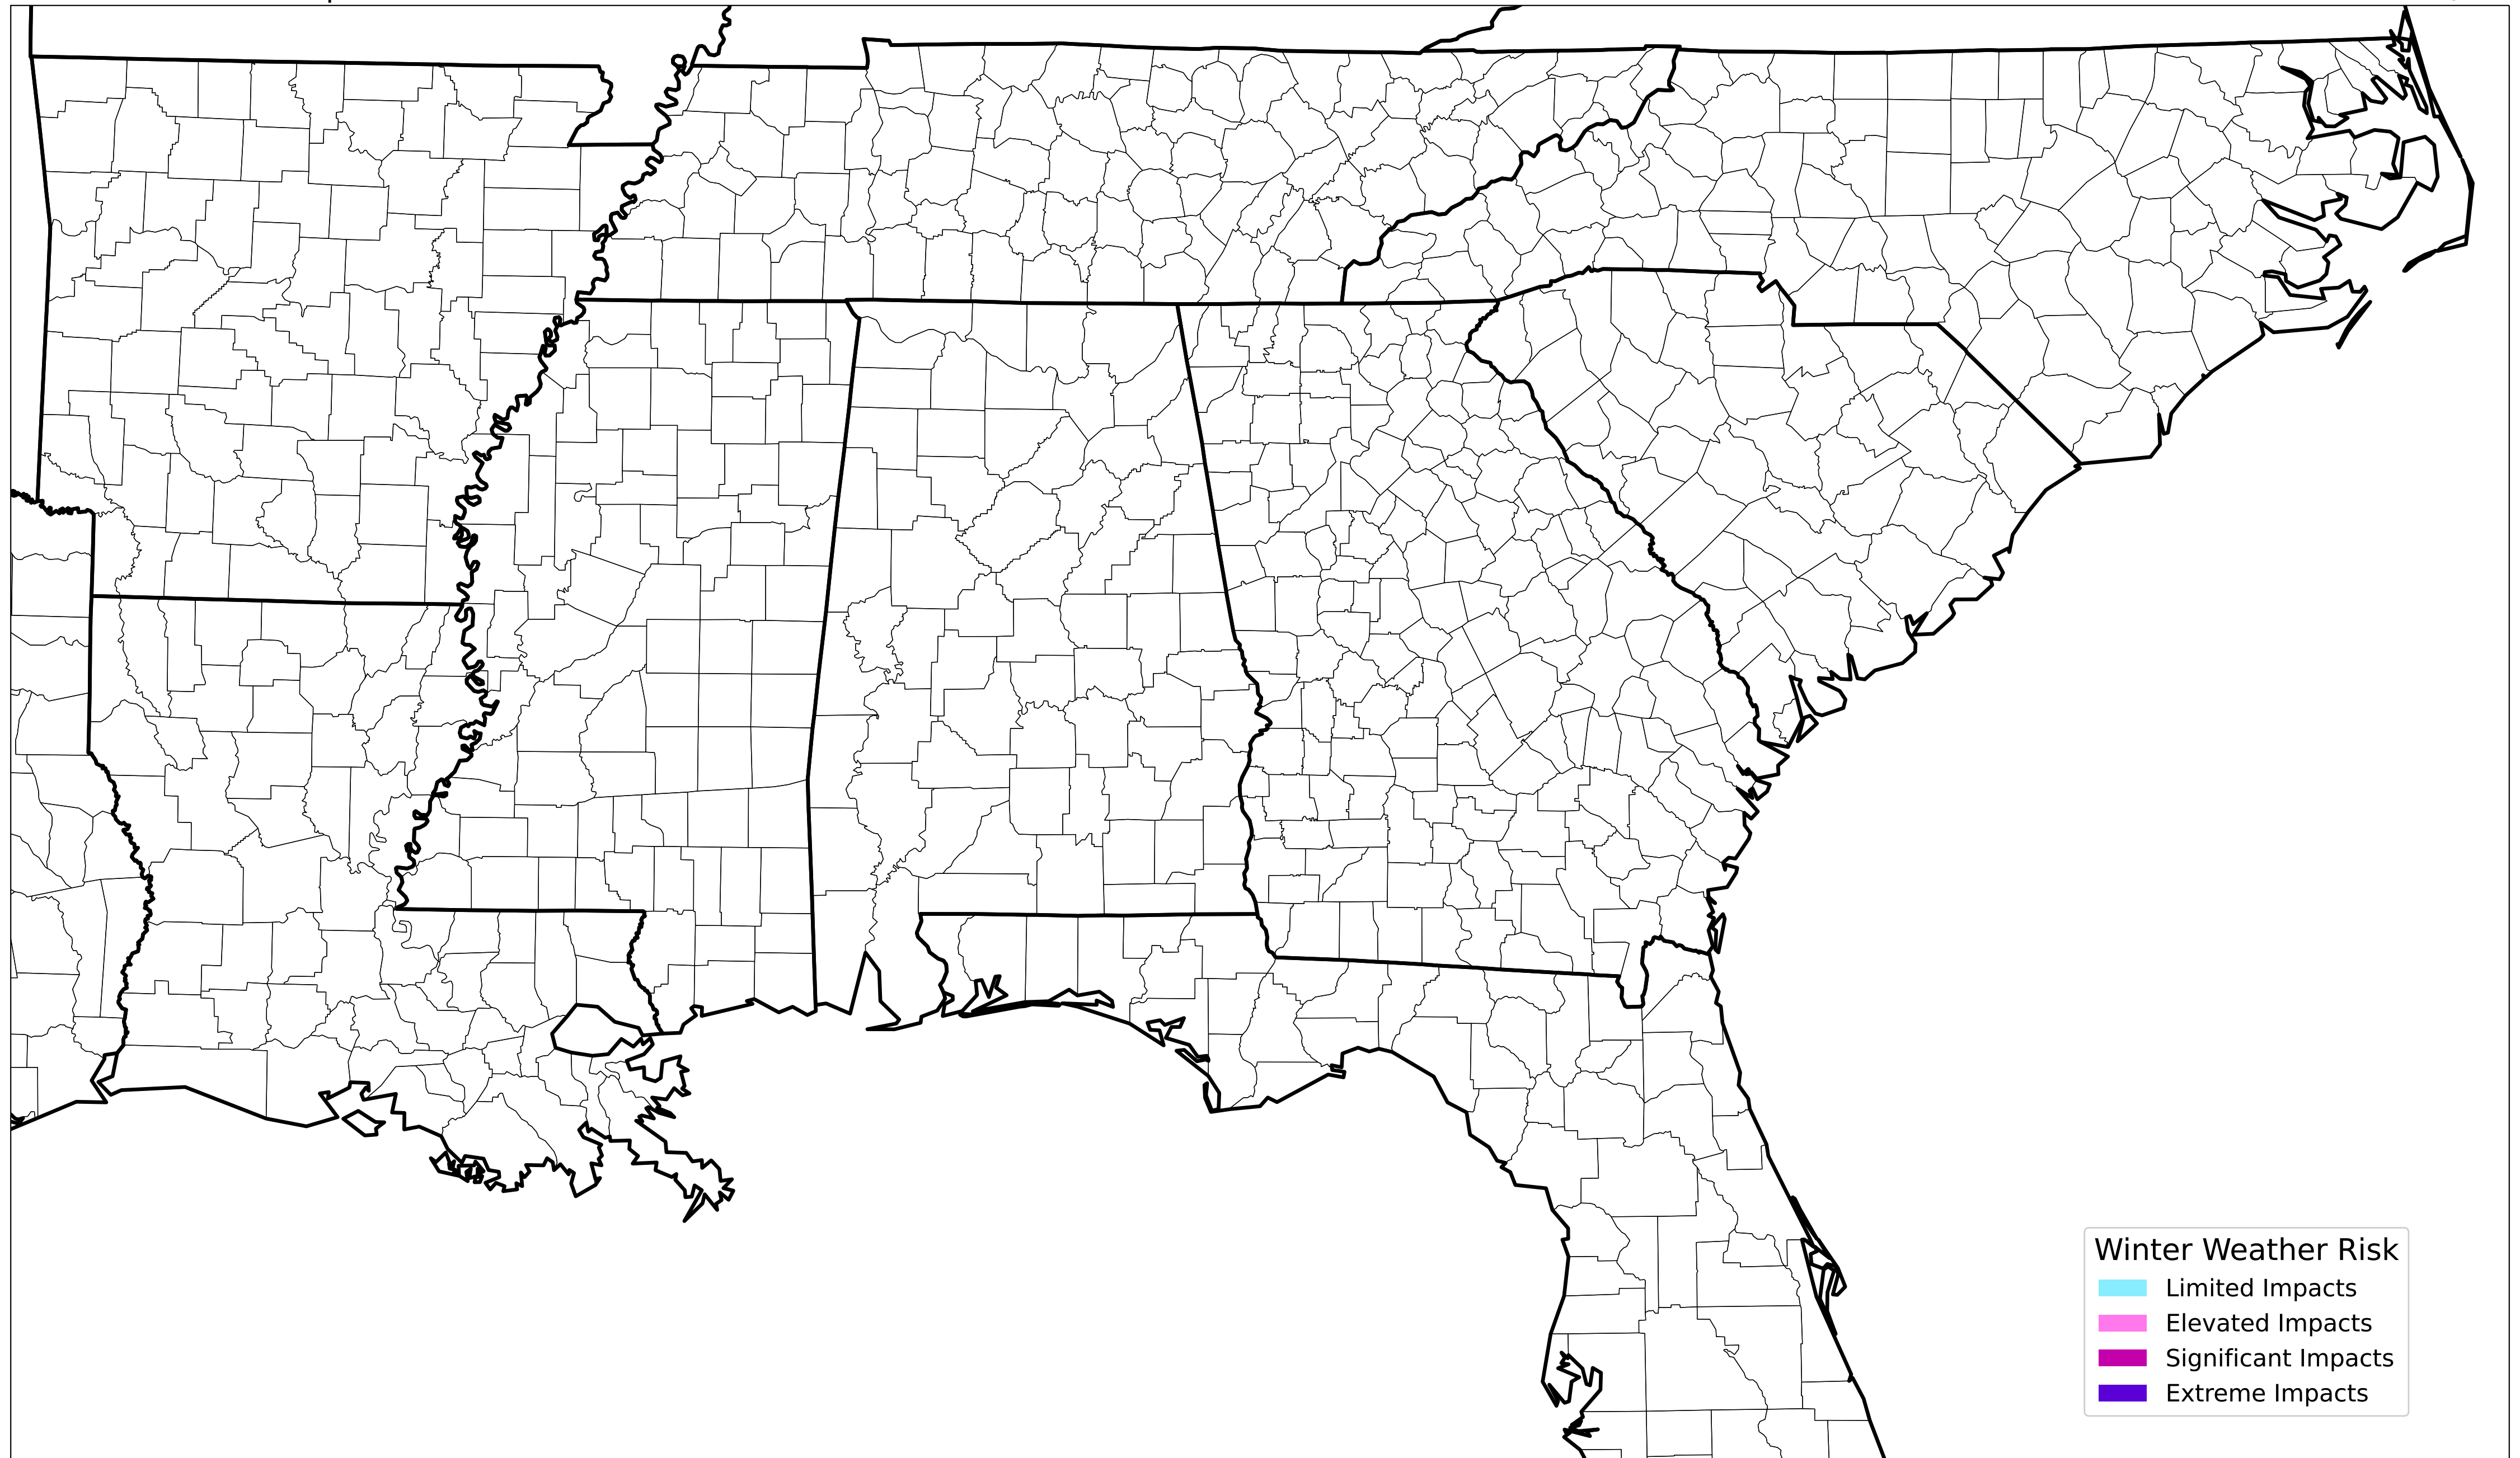 Winter Weather Risk
Limited Impacts
Elevated Impacts
Significant Impacts
Extreme Impacts